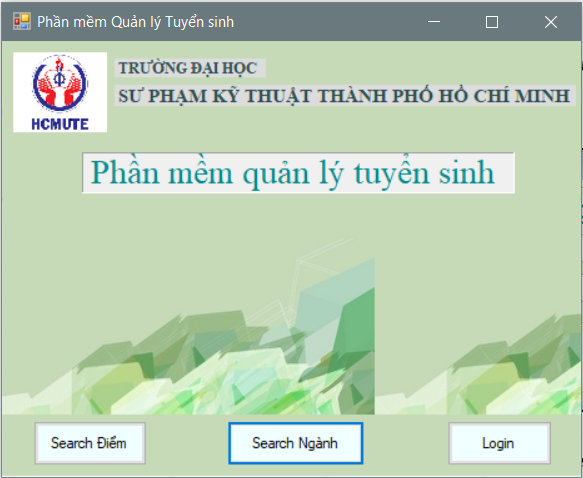 Phần mềm Quản lý Tuyển sinh
TRƯỜNG ĐẠI HỌC
SƯ PHẠM KỸ THUẬT THÀNH PHỐ HỒ CHÍ MINH
HCMUTE
Phần mềm quản lý tuyển sinh
Search Điểm
Search Ngành
Login